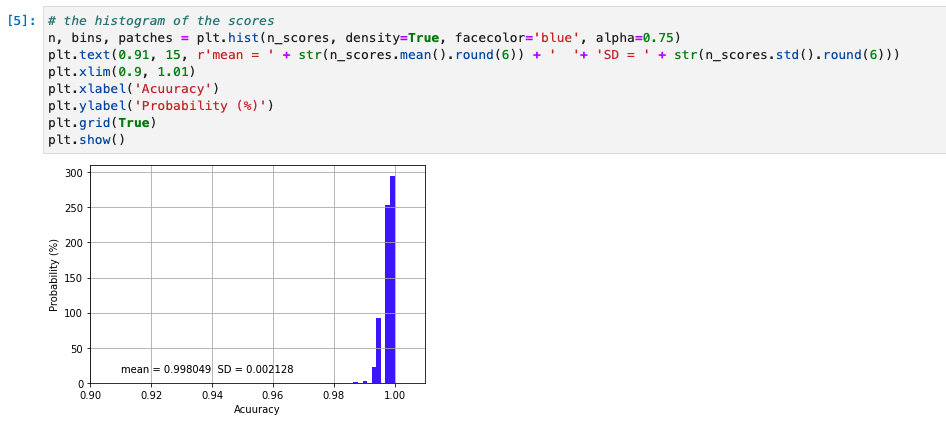 [5]: # the histogram of the scores
n, bins, patches = plt.hist(n_scores, density=True, facecolor='blue', alpha=0.75)
plt.text(0.91, 15, r'mean = ' + str(n_scores.mean().round(6)) + '  '+ 'SD = ' + str(n_scores.std().round(6)))
plt.xlim(0.9, 1.01)
plt.xlabel('Acuuracy')
plt.ylabel('Probability (%)')
plt.grid(True)
plt.show()
300
250
200
150
100
50
0
Probability (%)
mean = 0.998049  SD = 0.002128
0.90 0.92 0.94 0.96 0.98 1.00
Acuuracy